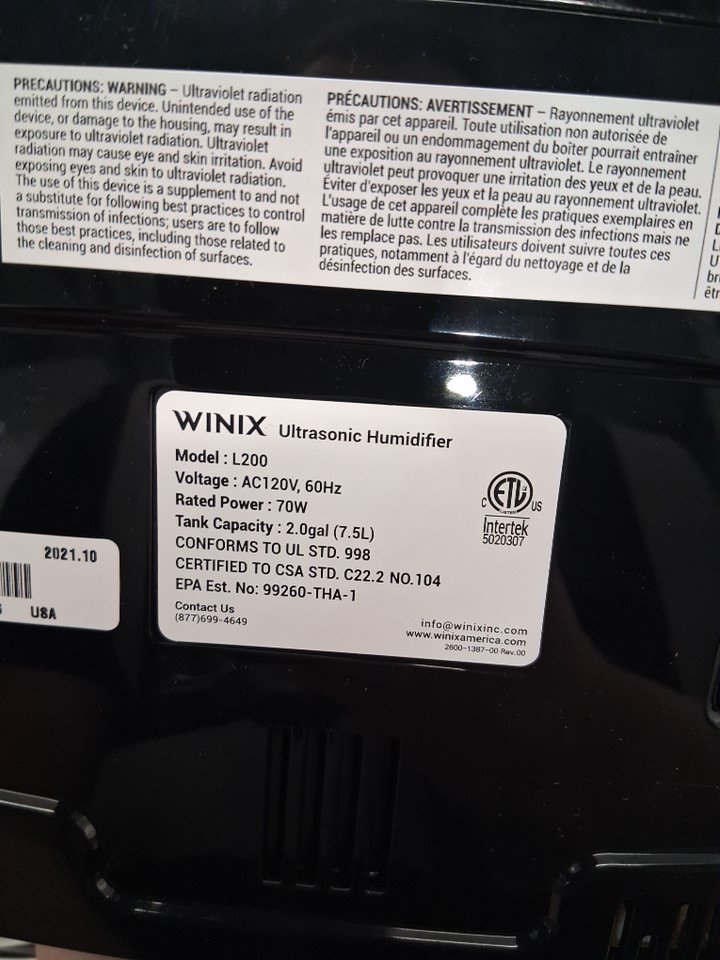 PRECAUTIONS: WARNING – Ultraviolet radiation
emitted from this device. Unintended use of the
device, or damage to the housing, may result in
exposure to ultraviolet radiation. Ultraviolet
radiation may cause eye and skin irritation. Avoid
exposing eyes and skin to ultraviolet radiation.
The use of this device is a supplement to and not
a substitute for following best practices to control
transmission of infections; users are to follow
those best practices, including those related to
the cleaning and disinfection of surfaces.
PRÉCAUTIONS: AVERTISSEMENT – Rayonnement ultraviolet
émis par cet appareil. Toute utilisation non autorisée de
l'appareil ou un endommagement du boîter pourrait entraîner
une exposition au rayonnement ultraviolet. Le rayonnement
ultraviolet peut provoquer une irritation des yeux et de la peau.
Éviter d'exposer les yeux et la peau au rayonnement ultraviolet.
L'usage de cet appareil complète les pratiques exemplaires en
matière de lutte contre la transmission des infections mais ne
les remplace pas. Les utilisateurs doivent suivre toutes ces
pratiques, notamment à l'égard du nettoyage et de la
désinfection des surfaces.
WINIX Ultrasonic Humidifier
Model : L200
Voltage : AC120V, 60Hz
Rated Power : 70W
Tank Capacity : 2.0gal (7.5L)
CONFORMS TO UL STD. 998
CERTIFIED TO CSA STD. C22.2 NO.104
EPA Est. No: 99260-THA-1
Contact Us
(877)699-4649
C ETL US
LISTED
Intertek
5020307
info@winixinc.com
www.winixamerica.com
2600-1387-00 Rev.00
2021.10
USA